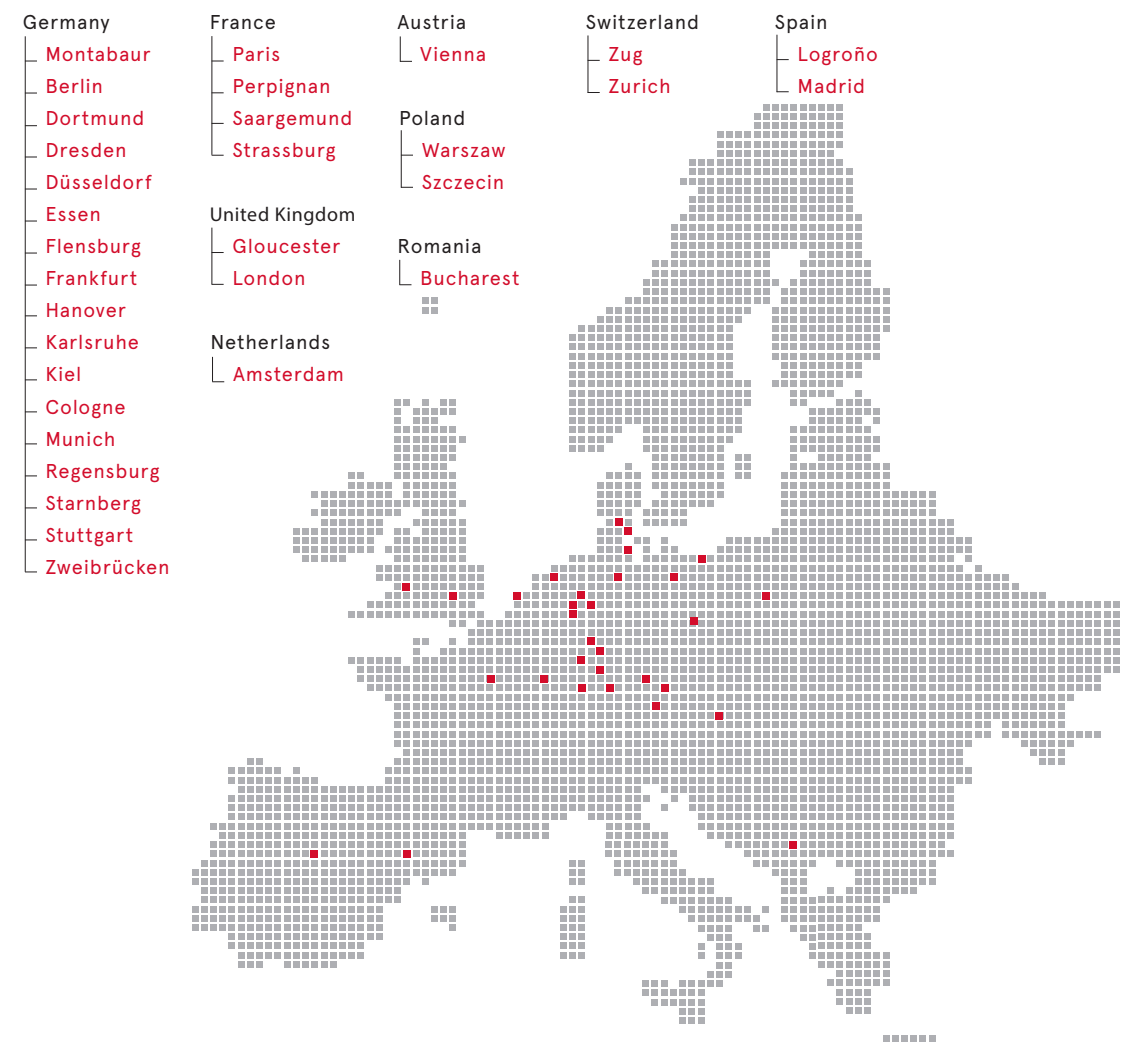 Germany
Montabaur
Berlin
Dortmund
Dresden
Düsseldorf
Essen
Flensburg
Frankfurt
Hanover
Karlsruhe
Kiel
Cologne
Munich
Regensburg
Starnberg
Stuttgart
Zweibrücken
France
Paris
Perpignan
Saargemund
Strassburg
United Kingdom
Gloucester
London
Netherlands
Amsterdam
Austria
Vienna
Poland
Warszaw
Szczecin
Romania
Bucharest
Switzerland
Zug
Zurich
Spain
Logroño
Madrid